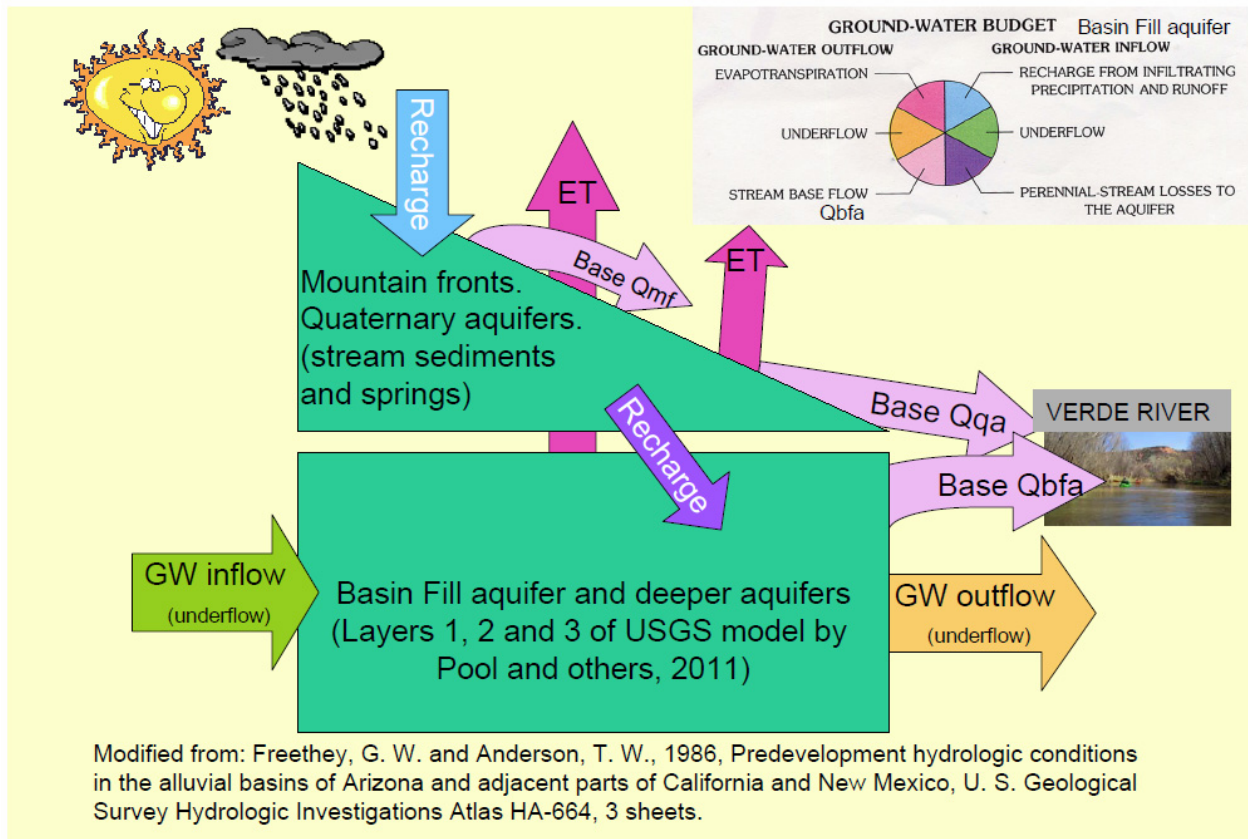 GROUND-WATER BUDGET Basin Fill aquifer
GROUND-WATER OUTFLOW
GROUND-WATER INFLOW
EVAPOTRANSPIRATION
RECHARGE FROM INFILTRATING
PRECIPITATION AND RUNOFF
UNDERFLOW
UNDERFLOW
STREAM BASE FLOW
Qbfa
PERENNIAL-STREAM LOSSES TO
THE AQUIFER
Recharge
ET
Base Qmf
ET
Mountain fronts.
Quaternary aquifers.
(stream sediments
and springs)
Base Qqa
VERDE RIVER
Recharge
Base Qbfa
GW inflow
(underflow)
Basin Fill aquifer and deeper aquifers
(Layers 1, 2 and 3 of USGS model by
Pool and others, 2011)
GW outflow
(underflow)
Modified from: Freethey, G. W. and Anderson, T. W., 1986, Predevelopment hydrologic conditions
in the alluvial basins of Arizona and adjacent parts of California and New Mexico, U. S. Geological
Survey Hydrologic Investigations Atlas HA-664, 3 sheets.